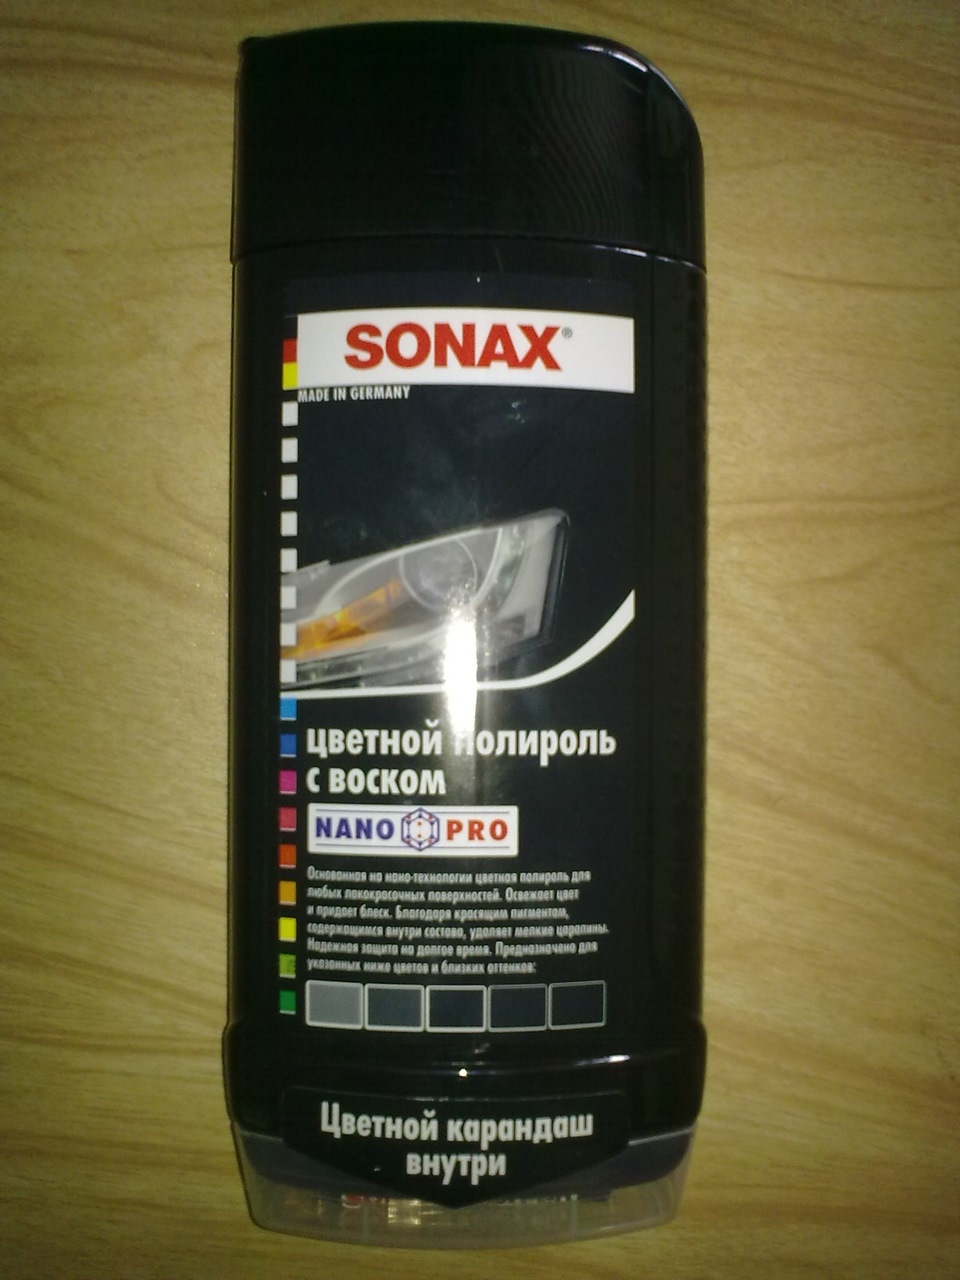 SONAX®
MADE IN GERMANY
цветной полироль
с воском
NANO PRO
Основанная на нано-технологии цветная полироль для
любых лакокрасочных поверхностей. Освежает цвет
и придает блеск. Благодаря красящим пигментам,
содержащимся внутри состава, удаляет мелкие царапины.
Надежная защита на долгое время. Предназначено для
указанных ниже цветов и близких оттенков:
Цветной карандаш
внутри